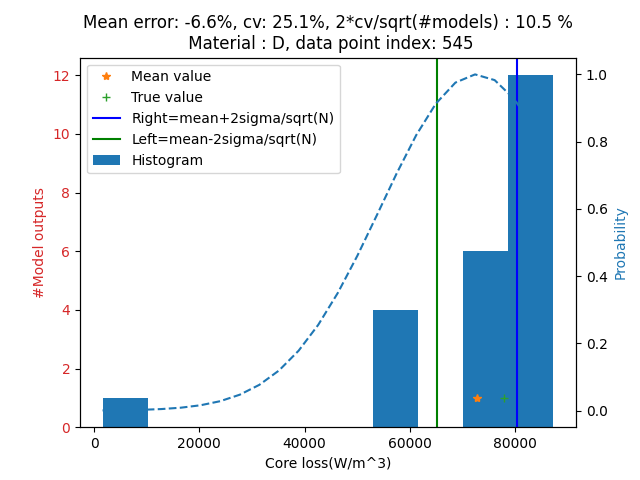 Mean error: -6.6%, cv: 25.1%, 2*cv/sqrt(#models) : 10.5 %
Material : D, data point index: 545
Mean value
True value
Right=mean+2sigma/sqrt(N)
Left=mean-2sigma/sqrt(N)
Histogram
#Model outputs
12
10
8
6
4
2
0
1.0
0.8
0.6
0.4
0.2
0.0
Probability
0 20000 40000 60000 80000
Core loss(W/m^3)